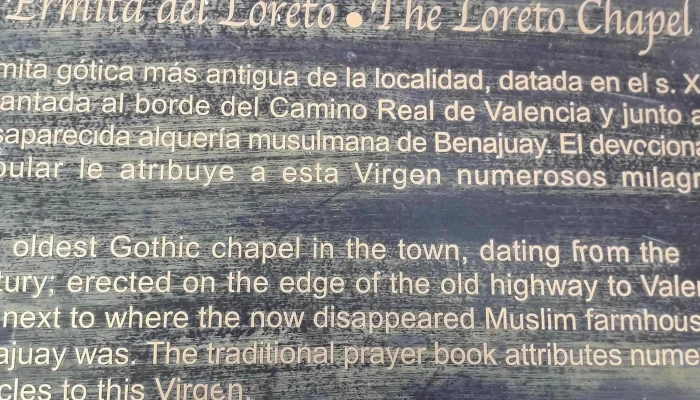 Ermita del Loreto • The Loreto Chapel
mita gótica más antigua de la localidad, datada en el s. X
antada al borde del Camino Real de Valencia y junto a
saparecida alquería musulmana de Benajuay. El devociona
pular le atribuye a esta Virgen numerosos milagr
oldest Gothic chapel in the town, dating from the
tury; erected on the edge of the old highway to Valen
next to where the now disappeared Muslim farmhous
ajuay was. The traditional prayer book attributes nume
cles to this Virgen.